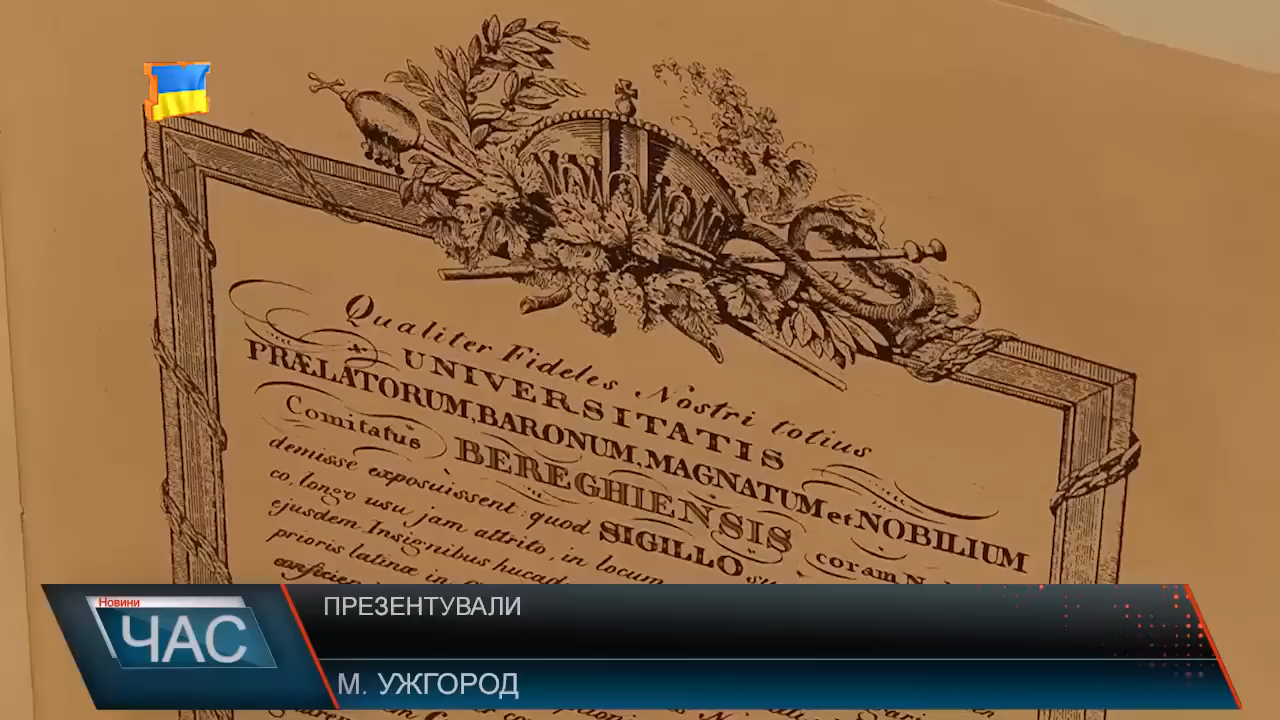 Qualiter Fideles Nostri totius
UNIVERSITATIS
PRÆLATORUM, BARONUM, MAGNATUM et NOBILIUM
Comitatus BEREGHIENSIS coram
demisse exposuissent: quod SIGILLO
co, longo usu jam attrito, in locum
ejusdem Insignibus hucad
prioris latinæ in
Новини
ЧАС
ПРЕЗЕНТУВАЛИ
М. УЖГОРОД